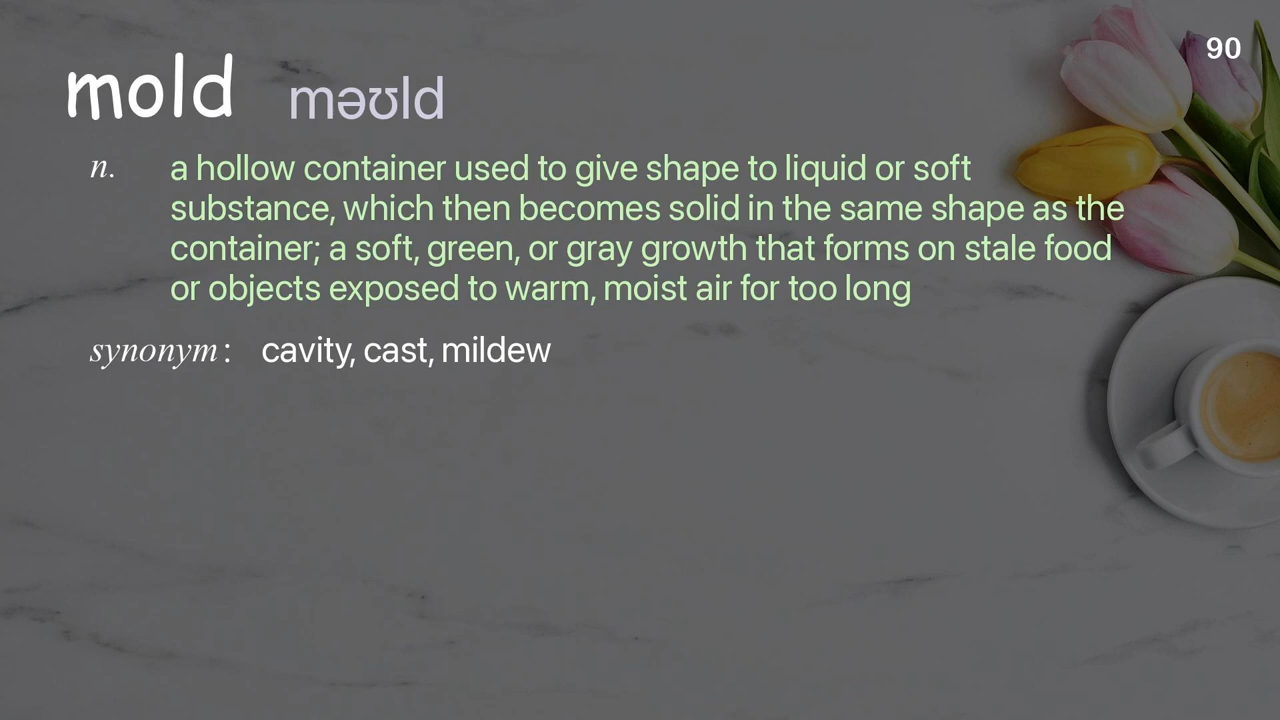 90
mold məʊld
n. a hollow container used to give shape to liquid or soft
substance, which then becomes solid in the same shape as the
container; a soft, green, or gray growth that forms on stale food
or objects exposed to warm, moist air for too long
synonym: cavity, cast, mildew